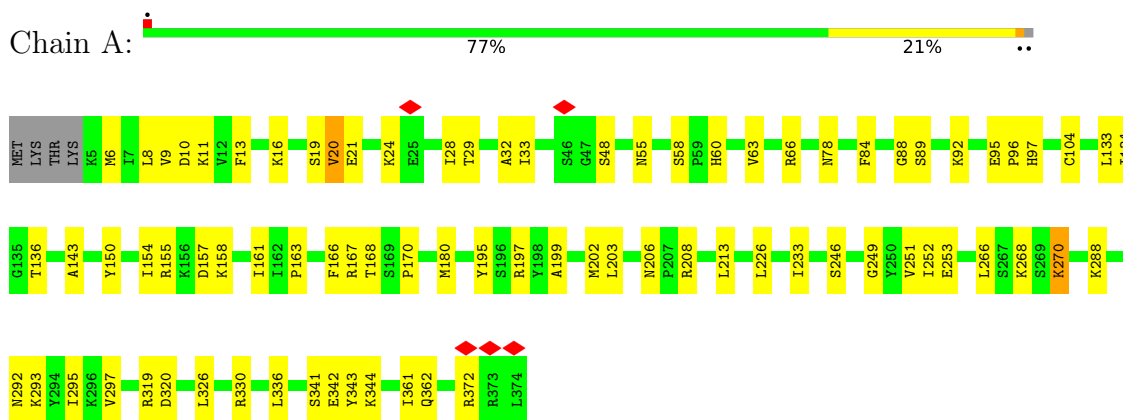 Chain A:
77% 21%
MET LYS THR LYS K5 M6 I7 L8 V9 D10 K11 V12 F13 K16 S19 V20 E21 K24 E25 I28 T29 A32 I33 S46 G47 S48 N55 S58 P59 H60 V63 R66 N78 F84 G88 S89 K92 E95 P96 H97 C104 L133
G135 T136 A143 Y150 I154 R155 K156 D157 K158 I161 I162 P163 F166 R167 T168 S169 P170 M180 Y195 S196 R197 Y198 A199 M202 L203 N206 P207 R208 L213 L226 I233 S246 G249 Y250 V251 I252 E253 L266 S267 K268 S269 K270 K288
N292 K293 Y294 I295 K296 V297 R319 D320 L326 R330 L336 S341 E342 Y343 K344 I361 Q362 R372 R373 L374